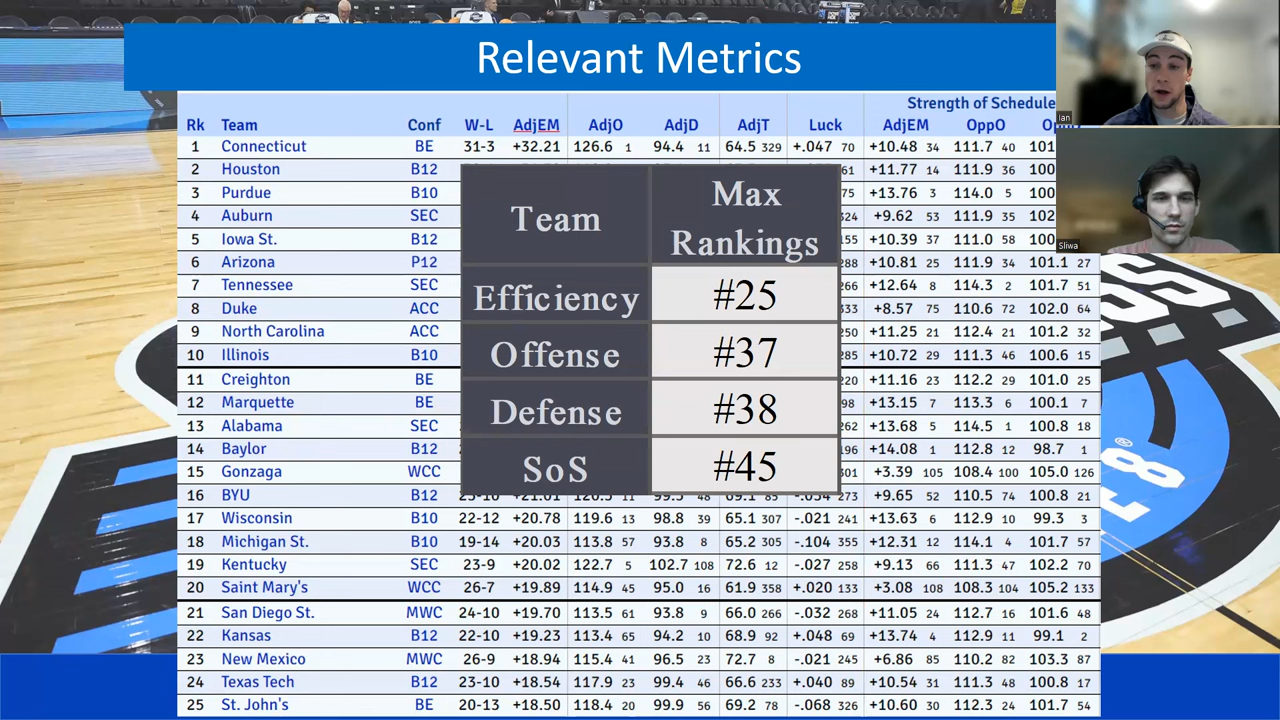 Relevant Metrics
Strength of Schedule
Rk Team Conf W-L AdjEM AdjO AdjD AdjT Luck AdjEM OppO
1 Connecticut BE 31-3 +32.21 126.6 1 94.4 11 64.5 329 +.047 70 +10.48 34 111.7 40 101
2 Houston B12 61 +11.77 14 111.9 36 100
3 Purdue B10 75 +13.76 3 114.0 5 100
4 Auburn SEC 324 +9.62 53 111.9 35 102
5 Iowa St. B12 155 +10.39 37 111.0 58 100
6 Arizona P12 288 +10.81 25 111.9 34 101.1 27
7 Tennessee SEC 266 +12.64 8 114.3 2 101.7 51
8 Duke ACC 333 +8.57 75 110.6 72 102.0 64
9 North Carolina ACC 250 +11.25 21 112.4 21 101.2 32
10 Illinois B10 285 +10.72 29 111.3 46 100.6 15
11 Creighton BE 220 +11.16 23 112.2 29 101.0 25
12 Marquette BE 98 +13.15 7 113.3 6 100.1 7
13 Alabama SEC 262 +13.68 5 114.5 1 100.8 18
14 Baylor B12 196 +14.08 1 112.8 12 98.7 1
15 Gonzaga WCC 301 +3.39 105 108.4 100 105.0 126
16 BYU B12 273 +9.65 52 110.5 74 100.8 21
17 Wisconsin B10 22-12 +20.78 119.6 13 98.8 39 65.1 307 -.021 241 +13.63 6 112.9 10 99.3 3
18 Michigan St. B10 19-14 +20.03 113.8 57 93.8 8 65.2 305 -.104 355 +12.31 12 114.1 4 101.7 57
19 Kentucky SEC 23-9 +20.02 122.7 5 102.7 108 72.6 12 -.027 258 +9.13 66 111.3 47 102.2 70
20 Saint Mary's WCC 26-7 +19.89 114.9 45 95.0 16 61.9 358 +.020 133 +3.08 108 108.3 104 105.2 133
21 San Diego St. MWC 24-10 +19.70 113.5 61 93.8 9 66.0 266 -.032 268 +11.05 24 112.7 16 101.6 48
22 Kansas B12 22-10 +19.23 113.4 65 94.2 10 68.9 92 +.048 69 +13.74 4 112.9 11 99.1 2
23 New Mexico MWC 26-9 +18.94 115.4 41 96.5 23 72.7 8 -.021 245 +6.86 85 110.2 82 103.3 87
24 Texas Tech B12 23-10 +18.54 117.9 23 99.4 46 66.6 233 +.040 89 +10.54 31 111.3 48 100.8 17
25 St. John's BE 20-13 +18.50 118.4 20 99.9 56 69.2 78 -.068 326 +10.60 30 112.3 24 101.7 54
Team Max Rankings
Efficiency #25
Offense #37
Defense #38
SoS #45
Ian
Sliwa